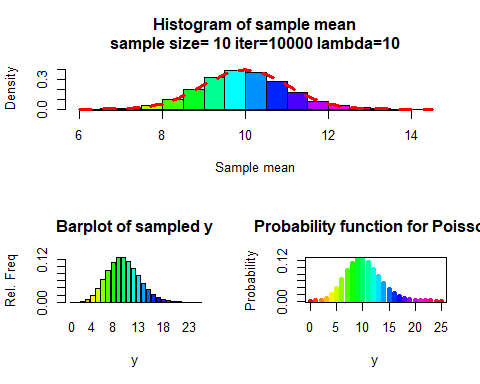 Histogram of sample mean
sample size= 10 iter=10000 lambda=10
Density
0.0 0.3
6 8 10 12 14
Sample mean
Barplot of sampled y
Rel. Freq
0.00 0.12
0 4 8 13 18 23
y
Probability function for Poisso
Probability
0.00 0.12
0 5 10 15 20 25
y